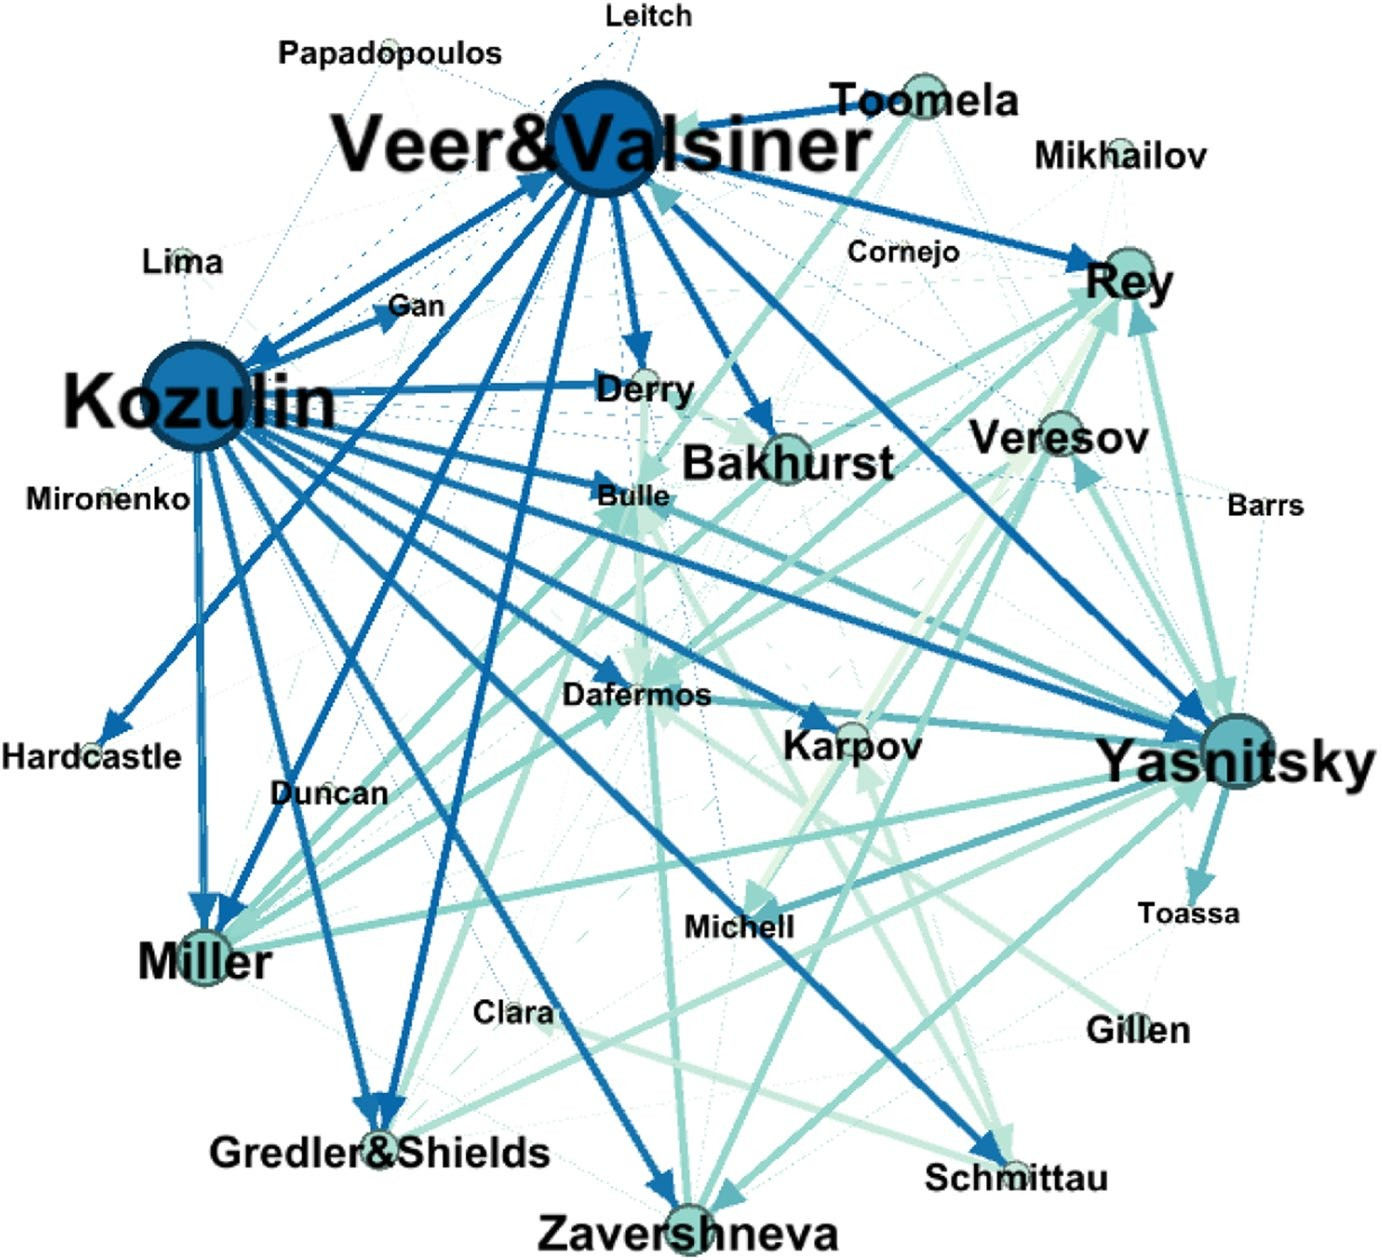 Leitch
Papadopoulos
Toomela
Veer&Valsiner
Mikhailov
Cornejo
Lima
Rey
Gan
Derry
Kozulin
Veresov
Bakhurst
Bulle
Mironenko
Barrs
Dafermos
Karpov
Hardcastle
Yasnitsky
Duncan
Toassa
Michell
Miller
Clara
Gillen
Gredler&Shields
Schmittau
Zavershneva